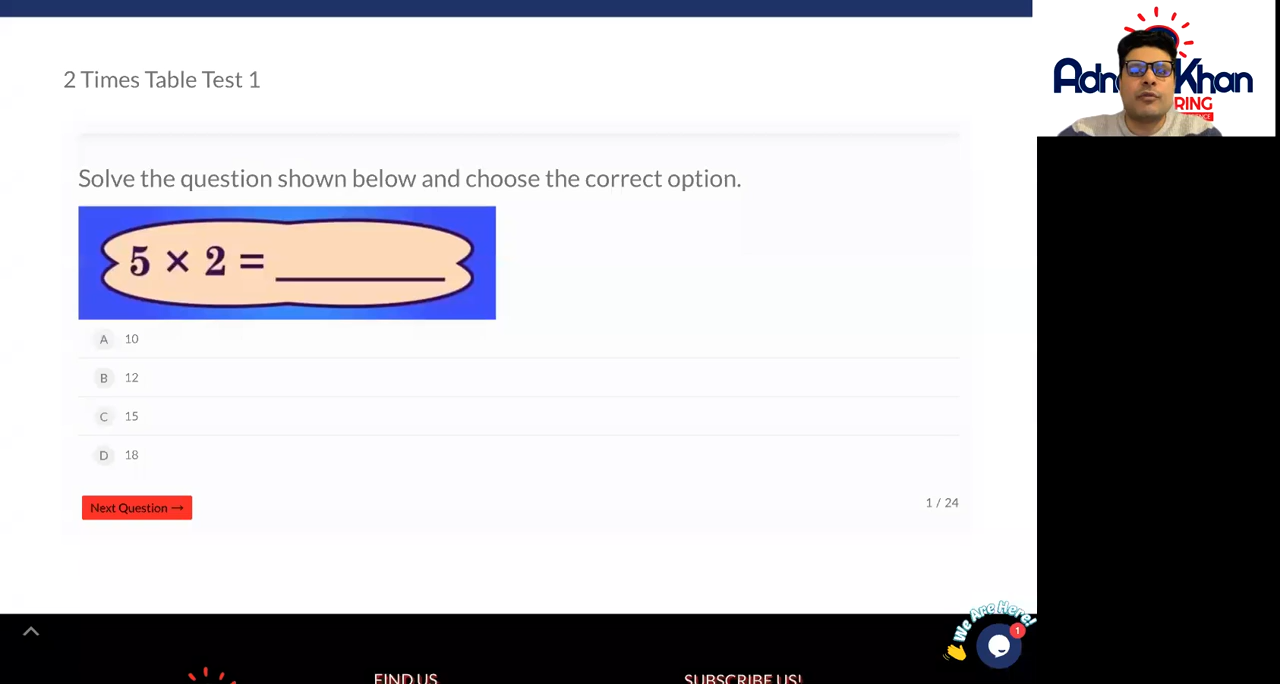 2 Times Table Test 1
Solve the question shown below and choose the correct option.
5 × 2 = ________
A 10
B 12
C 15
D 18
Next Question →
1 / 24
Khan
RING
We Are Here!
1
FIND US
SUBSCRIBE US!